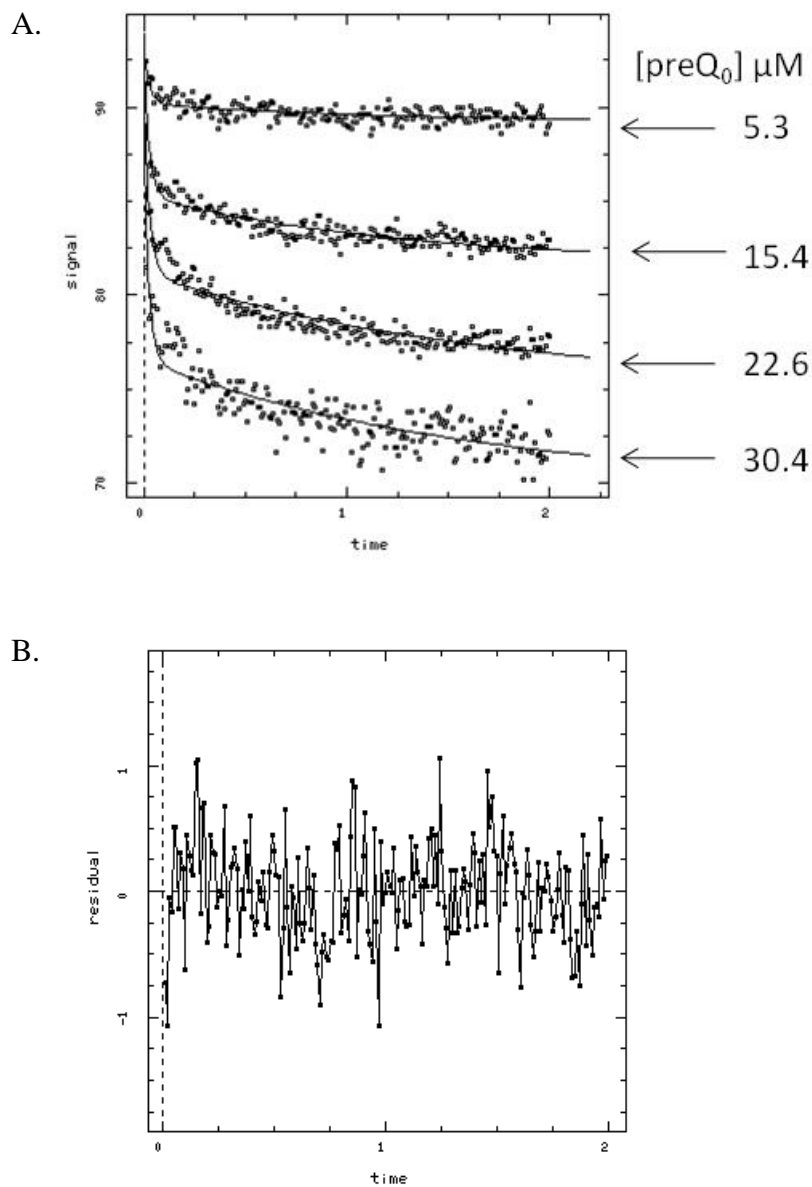 A.
[preQ₀] μM
90
5.3
signal
15.4
80
22.6
30.4
70
0 1 2
time
B.
1
residual
0
-1
0 1 2
time